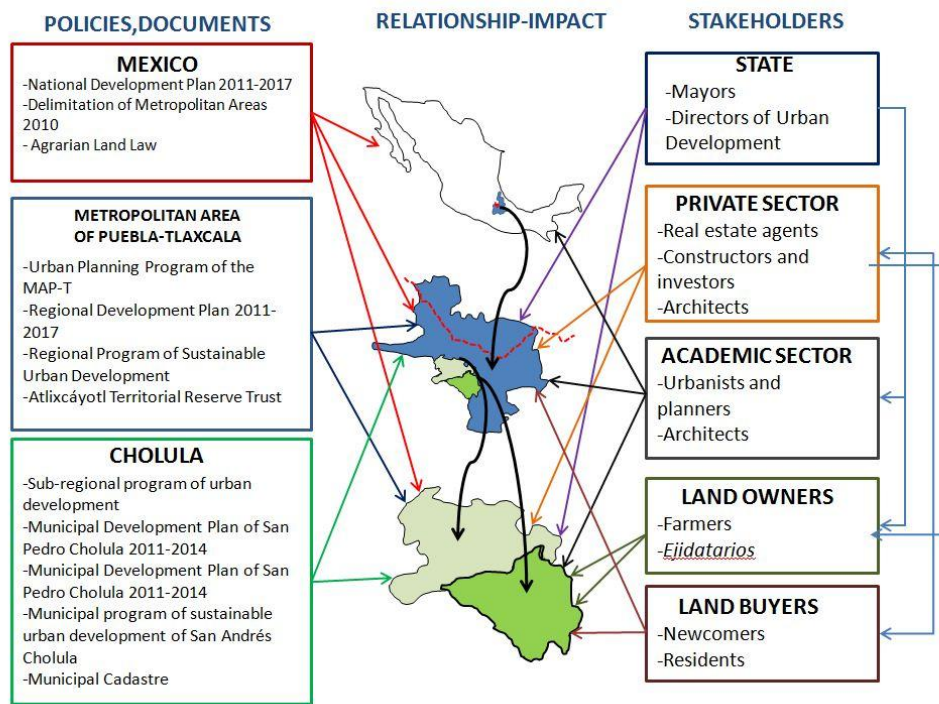 POLICIES,DOCUMENTS
MEXICO
-National Development Plan 2011-2017
-Delimitation of Metropolitan Areas
2010
- Agrarian Land Law
METROPOLITAN AREA
OF PUEBLA-TLAXCALA
-Urban Planning Program of the
MAP-T
-Regional Development Plan 2011-
2017
-Regional Program of Sustainable
Urban Development
-Atlixcáyotl Territorial Reserve Trust
CHOLULA
-Sub-regional program of urban
development
-Municipal Development Plan of San
Pedro Cholula 2011-2014
-Municipal Development Plan of San
Pedro Cholula 2011-2014
-Municipal program of sustainable
urban development of San Andrés
Cholula
-Municipal Cadastre
RELATIONSHIP-IMPACT
STAKEHOLDERS
STATE
-Mayors
-Directors of Urban
Development
PRIVATE SECTOR
-Real estate agents
-Constructors and
investors
-Architects
ACADEMIC SECTOR
-Urbanists and
planners
-Architects
LAND OWNERS
-Farmers
-Ejidatarios
LAND BUYERS
-Newcomers
-Residents